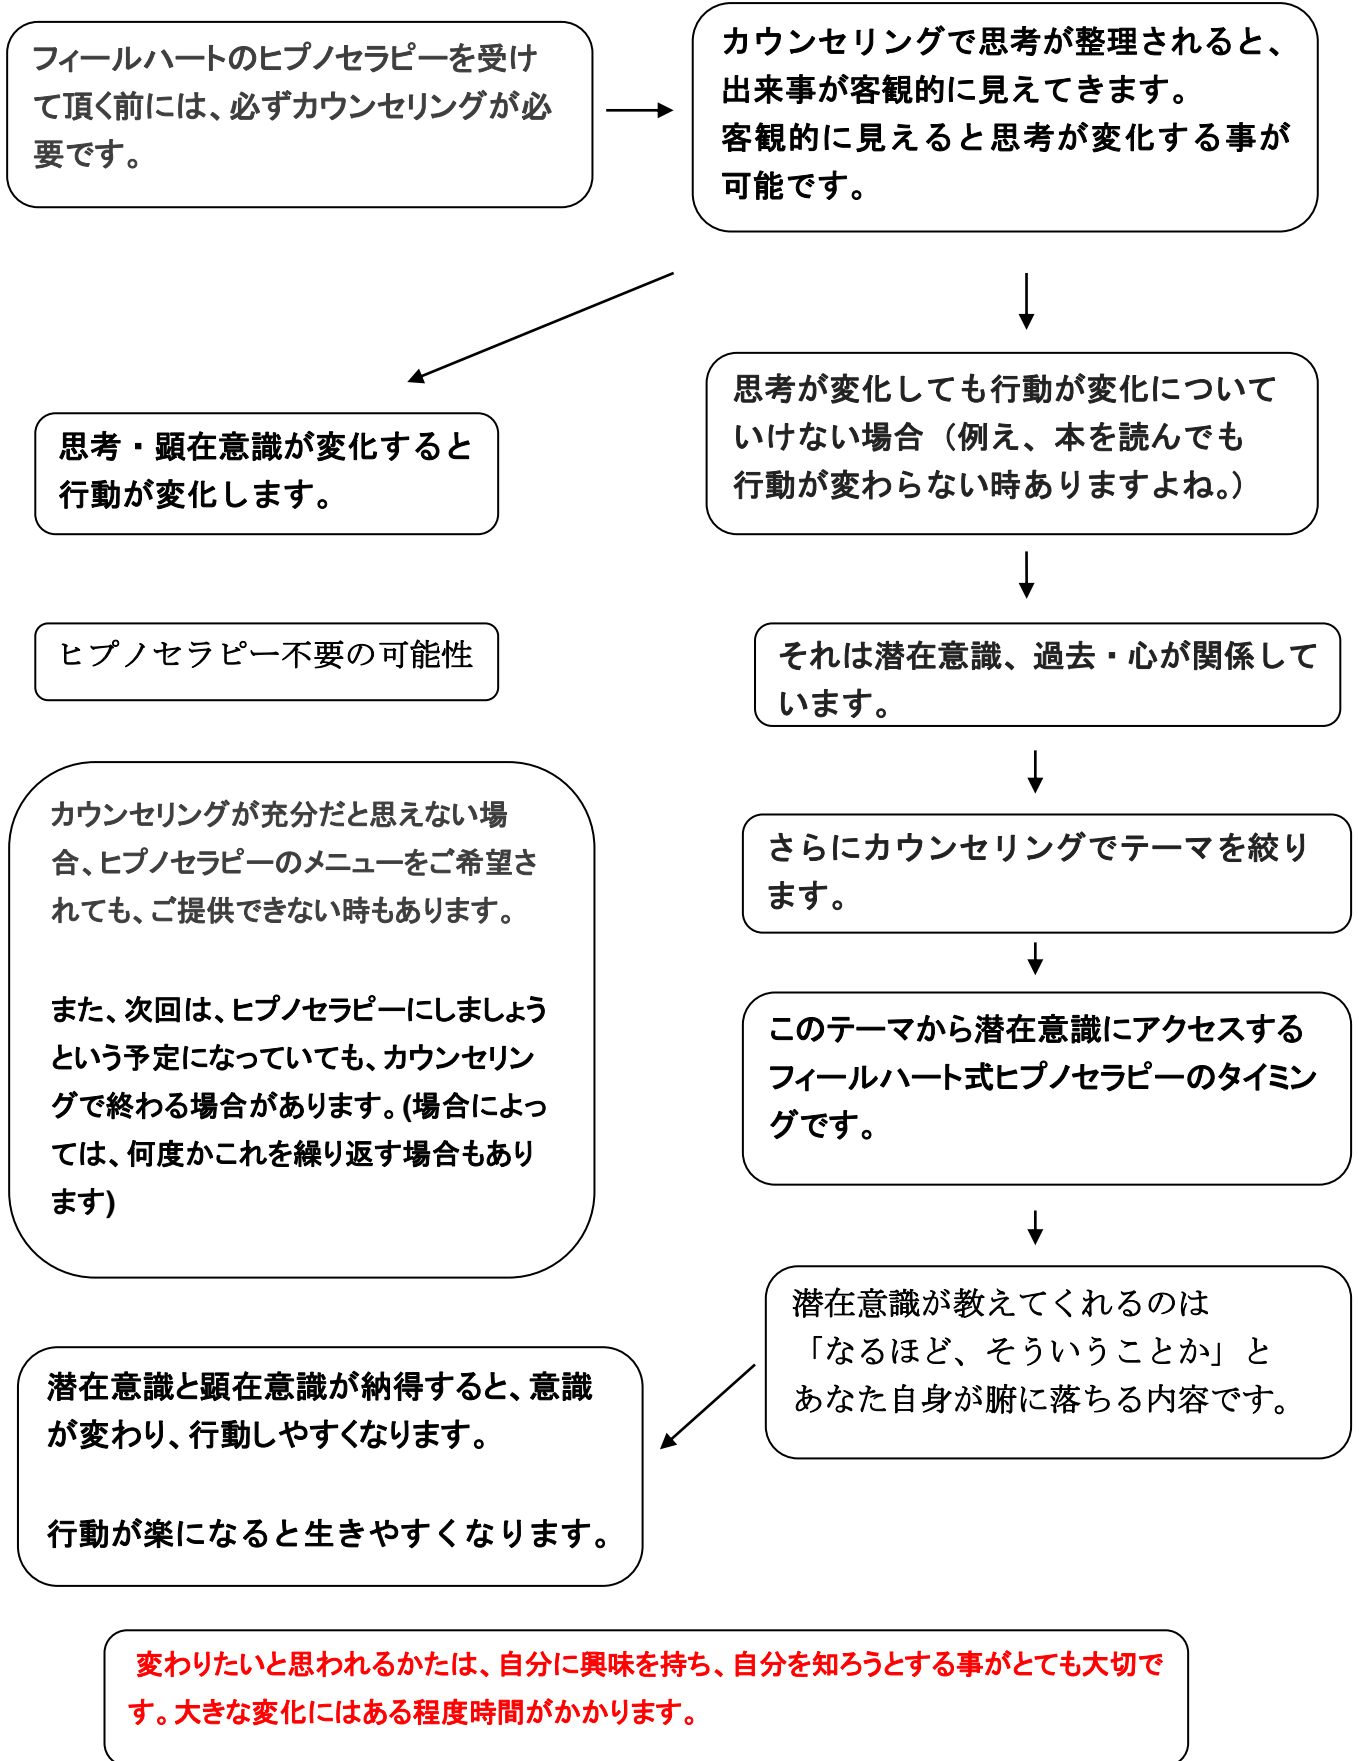 フィールハートのヒプノセラピーを受け
て頂く前には、必ずカウンセリングが必
要です。
カウンセリングで思考が整理されると、
出来事が客観的に見えてきます。
客観的に見えると思考が変化する事が
可能です。
思考・顕在意識が変化すると
行動が変化します。
思考が変化しても行動が変化について
いけない場合（例え、本を読んでも
行動が変わらない時ありますよね。）
ヒプノセラピー不要の可能性
それは潜在意識、過去・心が関係して
います。
カウンセリングが充分だと思えない場
合、ヒプノセラピーのメニューをご希望さ
れても、ご提供できない時もあります。
また、次回は、ヒプノセラピーにしましょう
という予定になっていても、カウンセリン
グで終わる場合があります。(場合によっ
ては、何度かこれを繰り返す場合もあり
ます)
さらにカウンセリングでテーマを絞り
ます。
このテーマから潜在意識にアクセスする
フィールハート式ヒプノセラピーのタイミン
グです。
潜在意識が教えてくれるのは
「なるほど、そういうことか」と
あなた自身が腑に落ちる内容です。
潜在意識と顕在意識が納得すると、意識
が変わり、行動しやすくなります。
行動が楽になると生きやすくなります。
変わりたいと思われるかたは、自分に興味を持ち、自分を知ろうとする事がとても大切で
す。大きな変化にはある程度時間がかかります。